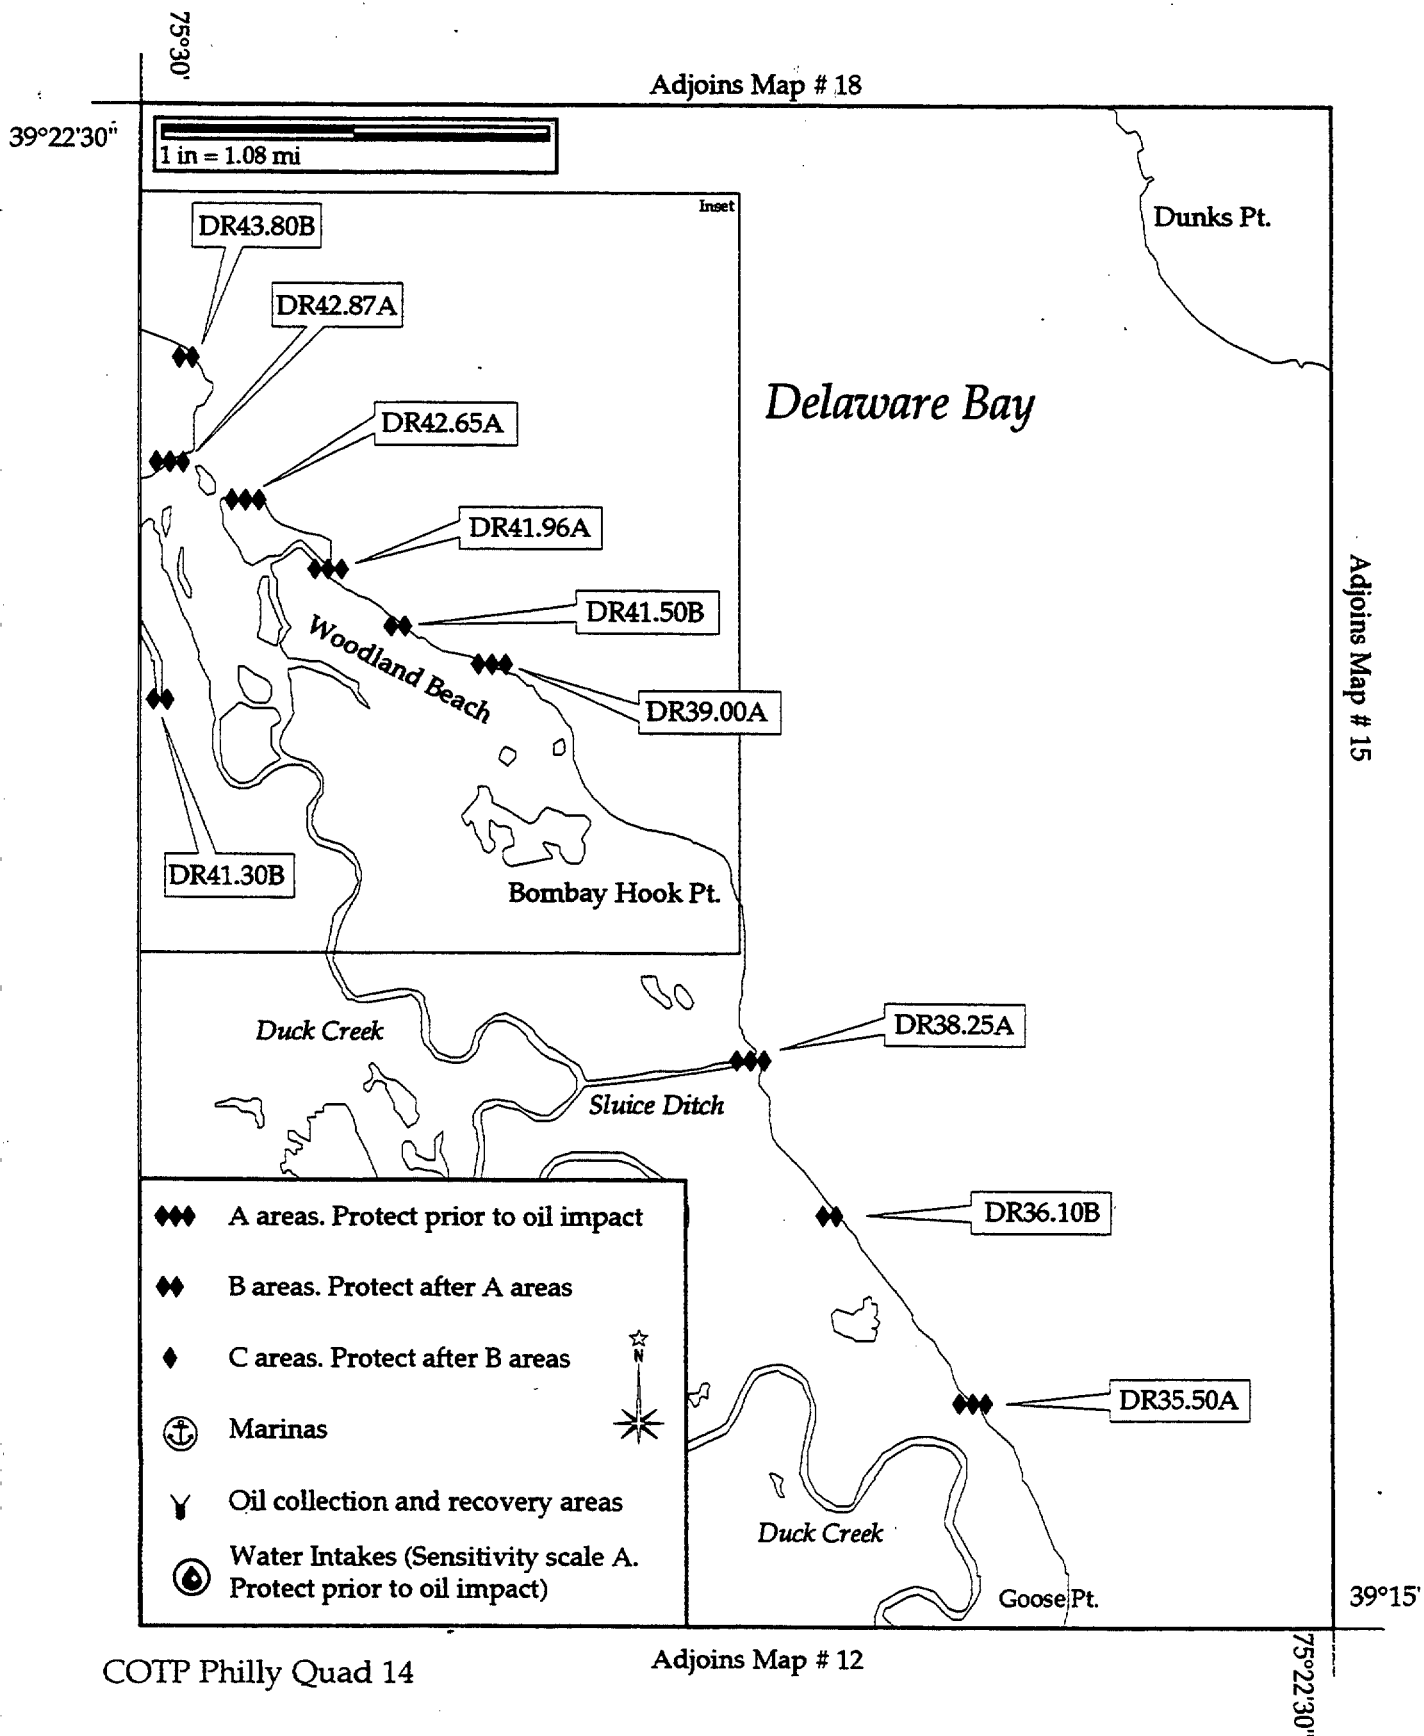 75°30'
Adjoins Map # 18
39°22'30"
1 in = 1.08 mi
Inset
DR43.80B
Dunks Pt.
DR42.87A
Delaware Bay
DR42.65A
DR41.96A
DR41.50B
Woodland Beach
DR39.00A
Adjoins Map # 15
DR41.30B
Bombay Hook Pt.
DR38.25A
Duck Creek
Sluice Ditch
DR36.10B
A areas. Protect prior to oil impact
B areas. Protect after A areas
C areas. Protect after B areas
N
Marinas
Oil collection and recovery areas
Water Intakes (Sensitivity scale A.
Protect prior to oil impact)
DR35.50A
Duck Creek
Goose Pt.
39°15'
75°22'30"
Adjoins Map # 12
COTP Philly Quad 14